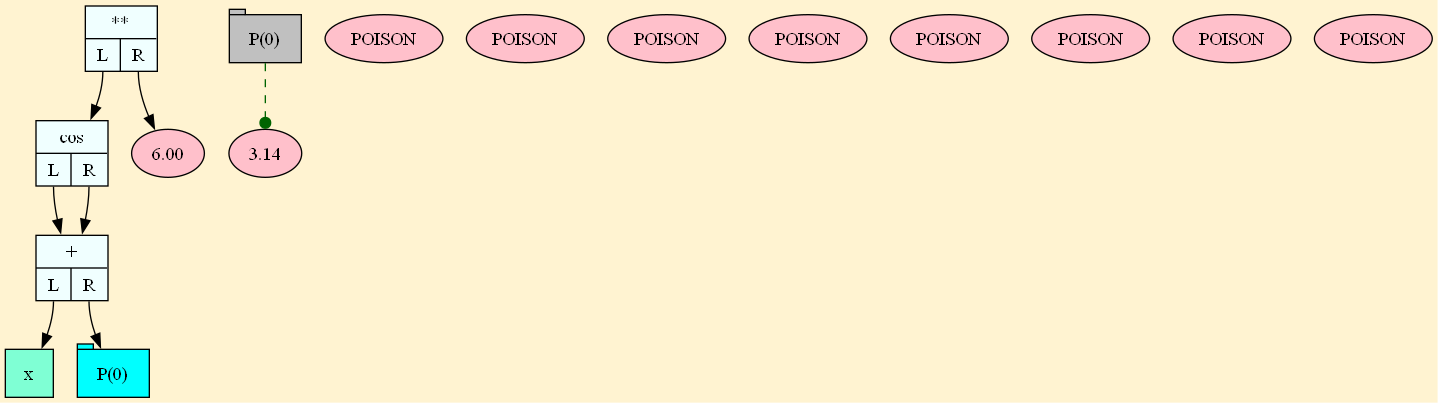 **
L R
P(0)
POISON
POISON
POISON
POISON
POISON
POISON
POISON
POISON
cos
L R
6.00
3.14
+
L R
x
P(0)